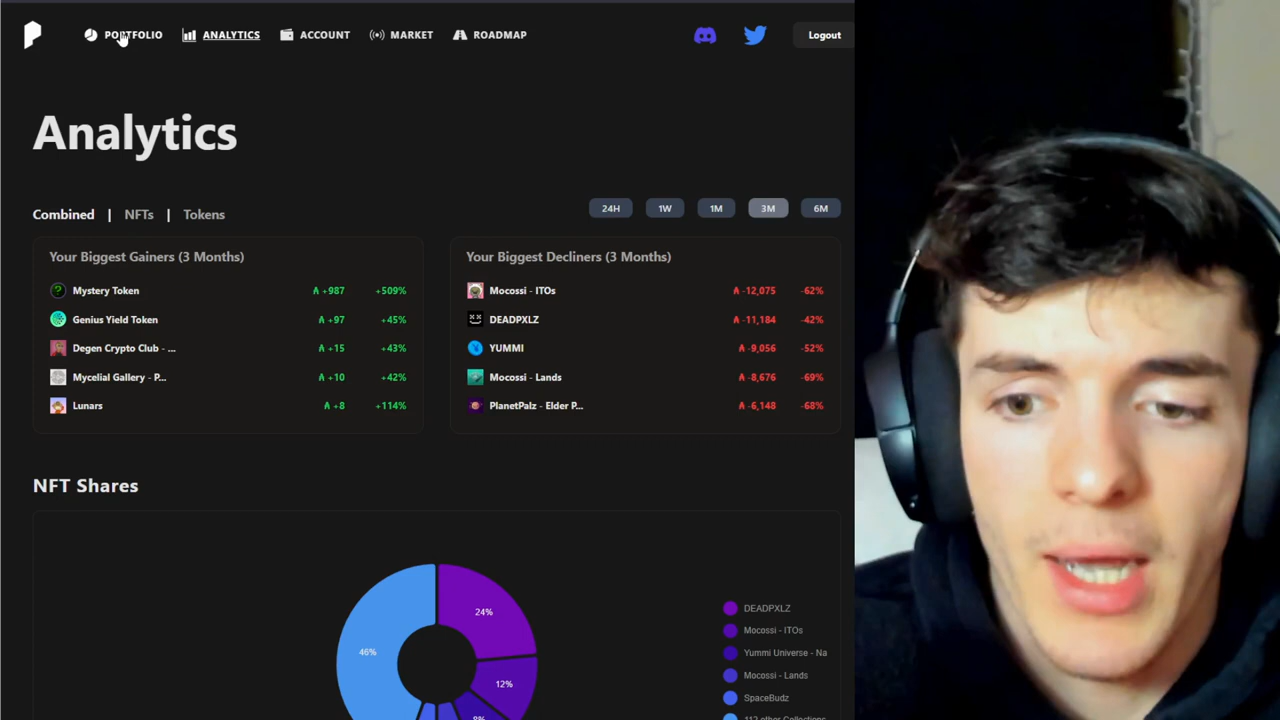 PORTFOLIO ANALYTICS ACCOUNT MARKET ROADMAP Logout
Analytics
Combined | NFTs | Tokens 24H 1W 1M 3M 6M
Your Biggest Gainers (3 Months)
Mystery Token ₳ +987 +509%
Genius Yield Token ₳ +97 +45%
Degen Crypto Club - ... ₳ +15 +43%
Mycelial Gallery - P... ₳ +10 +42%
Lunars ₳ +8 +114%
Your Biggest Decliners (3 Months)
Mocossi - ITOs ₳ -12,075 -62%
DEADPXLZ ₳ -11,184 -42%
YUMMI ₳ -9,056 -52%
Mocossi - Lands ₳ -8,676 -69%
PlanetPalz - Elder P... ₳ -6,148 -68%
NFT Shares
24%
46%
12%
8%
DEADPXLZ
Mocossi - ITOs
Yummi Universe - Na
Mocossi - Lands
SpaceBudz
112 other Collections